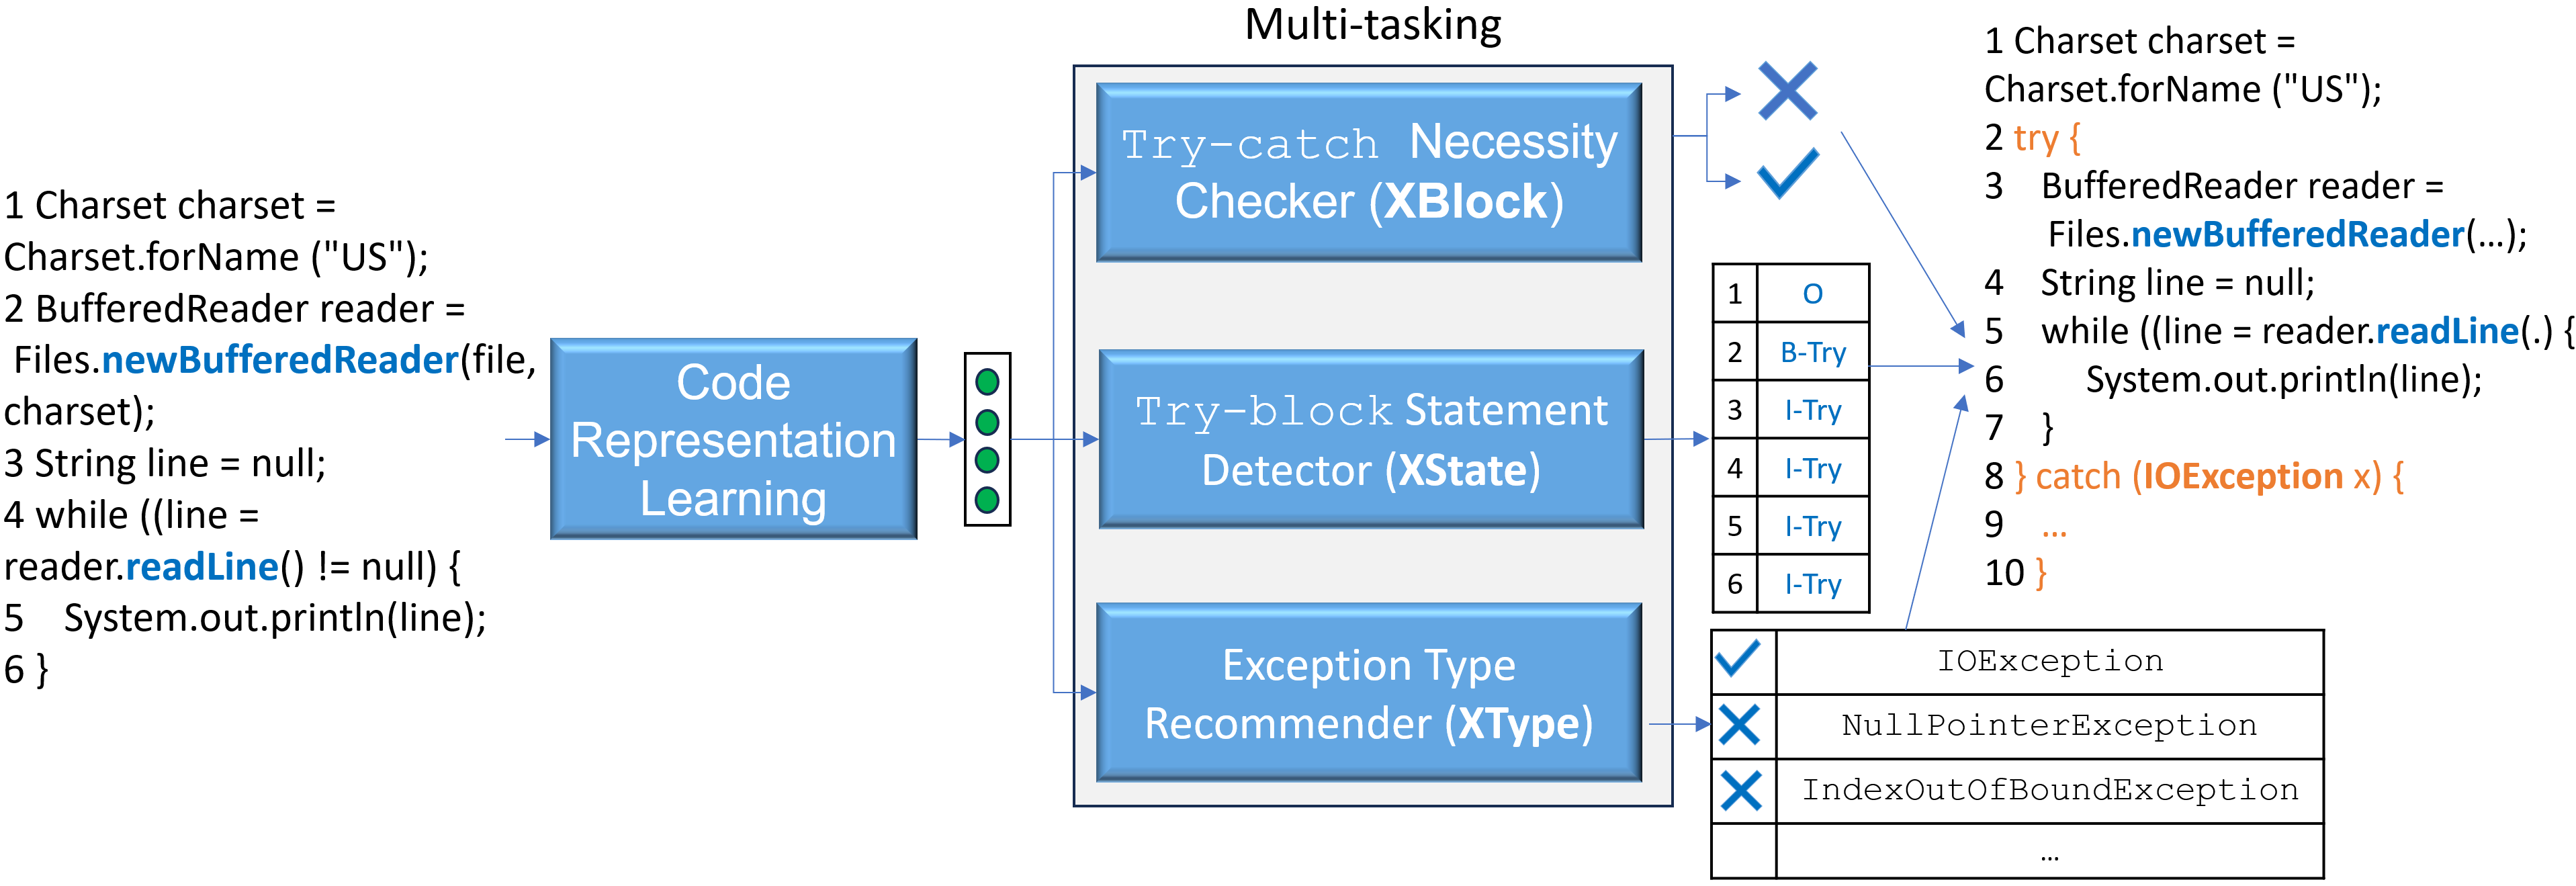 Multi-tasking
1 Charset charset =
Charset.forName ("US");
2 BufferedReader reader =
Files.newBufferedReader(file,
charset);
3 String line = null;
4 while ((line =
reader.readLine() != null) {
5 System.out.println(line);
6 }
Code
Representation
Learning
Try-catch Necessity
Checker (XBlock)
Try-block Statement
Detector (XState)
Exception Type
Recommender (XType)
1 O
2 B-Try
3 I-Try
4 I-Try
5 I-Try
6 I-Try
IOException
NullPointerException
IndexOutOfBoundException
...
1 Charset charset =
Charset.forName ("US");
2 try {
3 BufferedReader reader =
Files.newBufferedReader(...);
4 String line = null;
5 while ((line = reader.readLine(.) {
6 System.out.println(line);
7 }
8 } catch (IOException x) {
9 ...
10 }